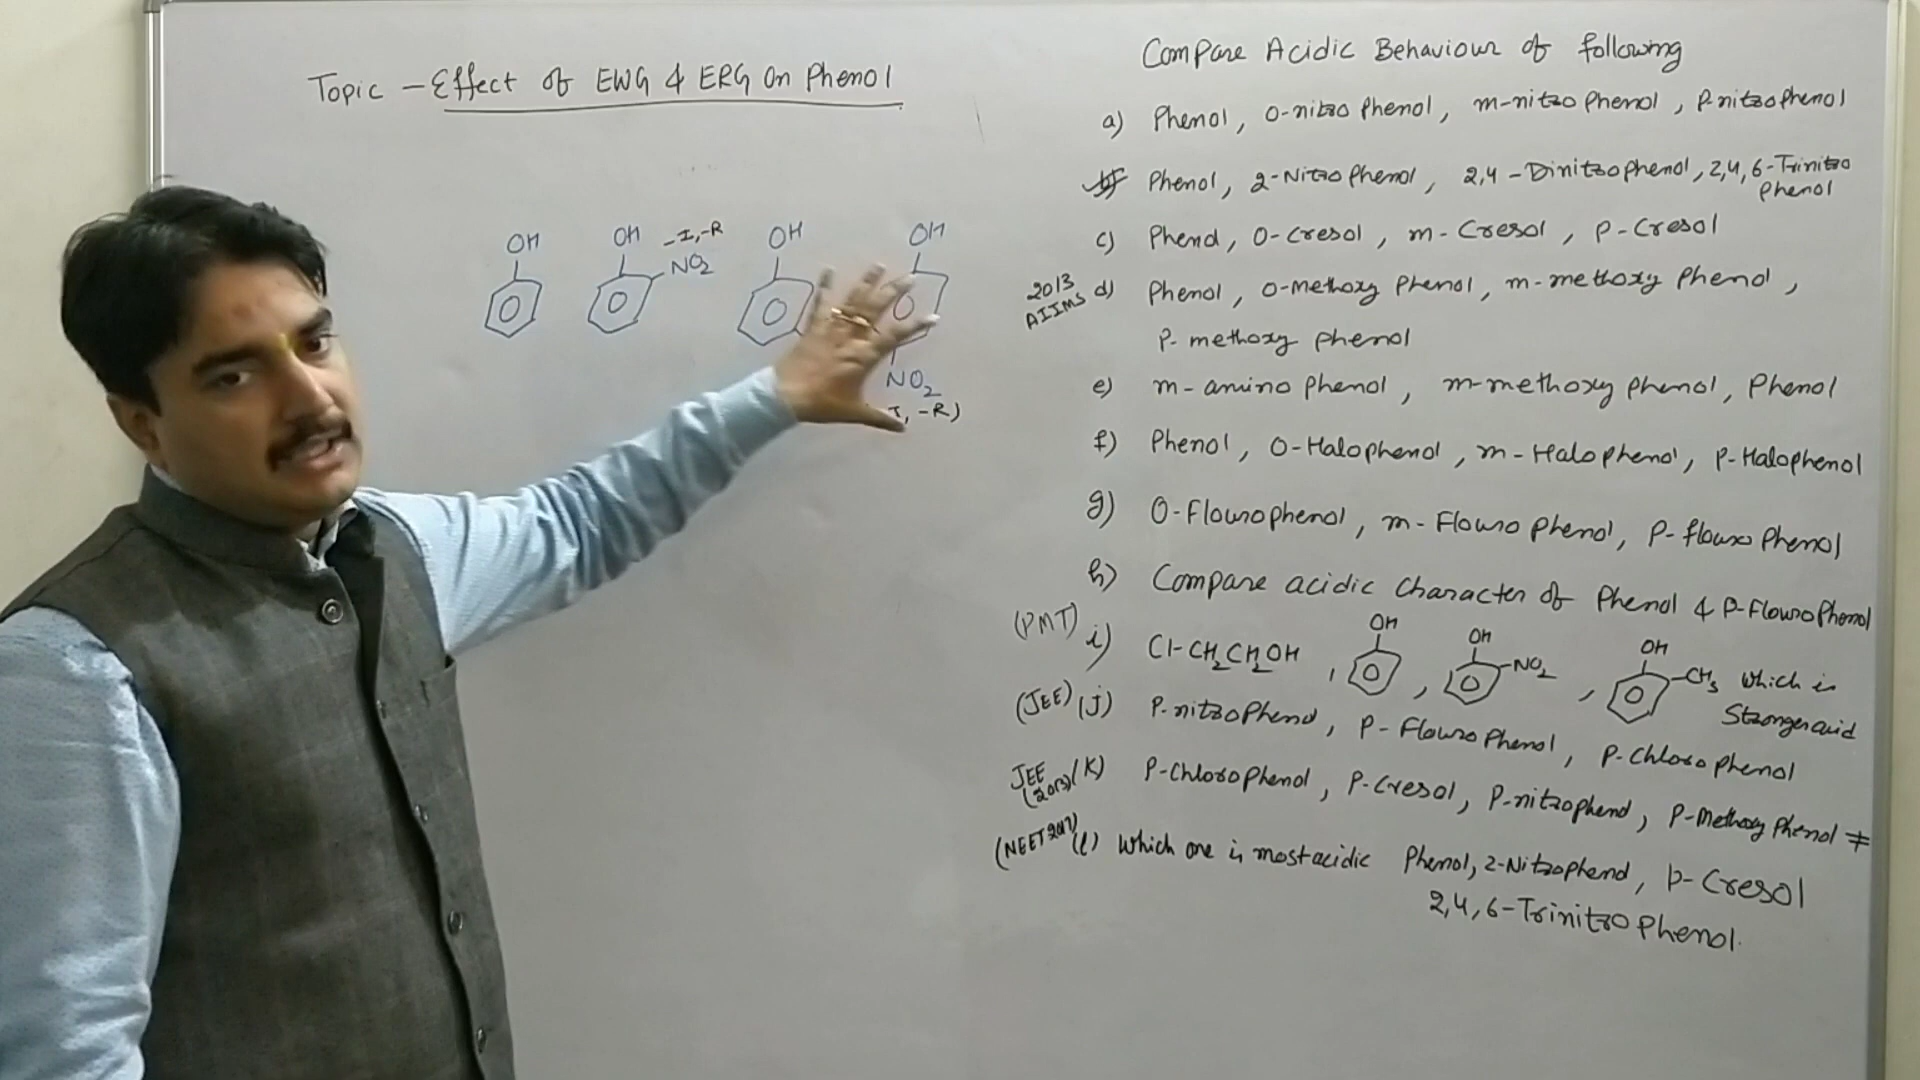 Topic - Effect of EWG & ERG On Phenol
OH
OH -I,-R
NO2
OH
OH
NO2
, -R)
Compare Acidic Behaviour of following
a) Phenol, O-nitro Phenol, m-nitro Phenol, P-nitrophenol
b) Phenol, 2-Nitro Phenol, 2,4-Dinitrophenol, 2,4,6-Trinitro
Phenol
c) Phenol, O-Cresol, m-Cresol, P-Cresol
2013 AIIMS d) Phenol, O-Methoxy Phenol, m-methoxy Phenol,
P-methoxy phenol
e) m-amino Phenol, m-methoxy phenol, Phenol
f) Phenol, O-Halophenol, m-Halophenol, P-Halophenol
g) O-Flourophenol, m-Flouro Phenol, P-flouro Phenol
h) Compare acidic Character of Phenol & P-Flourophenol
(PMT) i) Cl-CH2CH2OH, OH, OH -NO2, OH -CH3 Which is
Stronger acid
(JEE) (j) P-nitroPhenol, P-Flouro Phenol, P-Chlorophenol
JEE (2013) (K) P-Chlorophenol, P-Cresol, P-nitrophenol, P-Methoxy Phenol ≠
(NEET 2017) (l) Which one is most acidic Phenol, 2-Nitrophenol, p-Cresol
2,4,6-Trinitro Phenol.